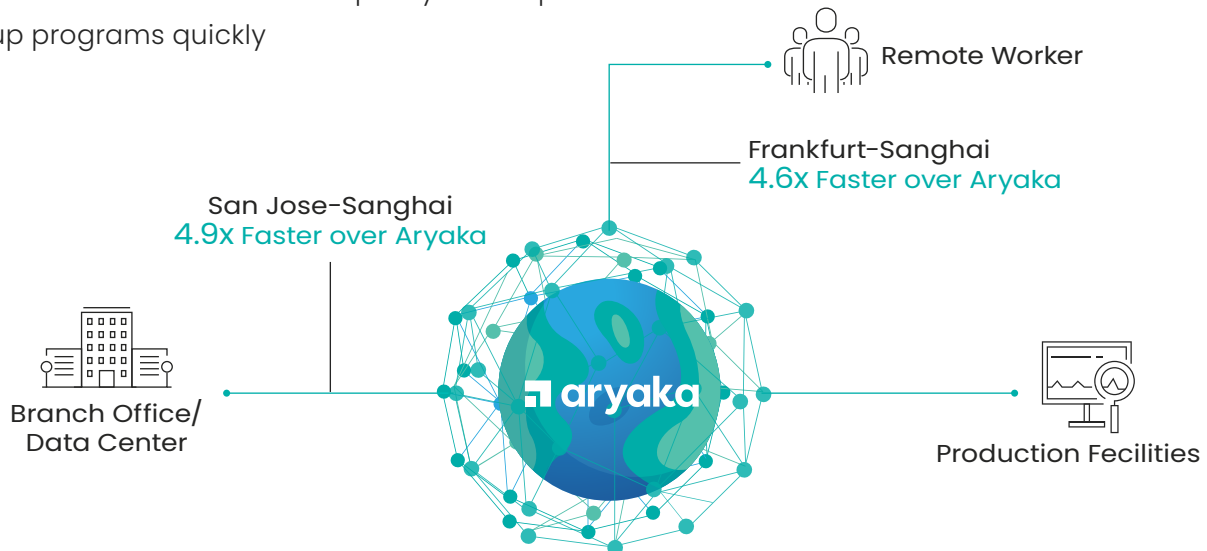 up programs quickly
Remote Worker
Frankfurt-Sanghai
4.6x Faster over Aryaka
San Jose-Sanghai
4.9x Faster over Aryaka
aryaka
Branch Office/
Data Center
Production Fecilities